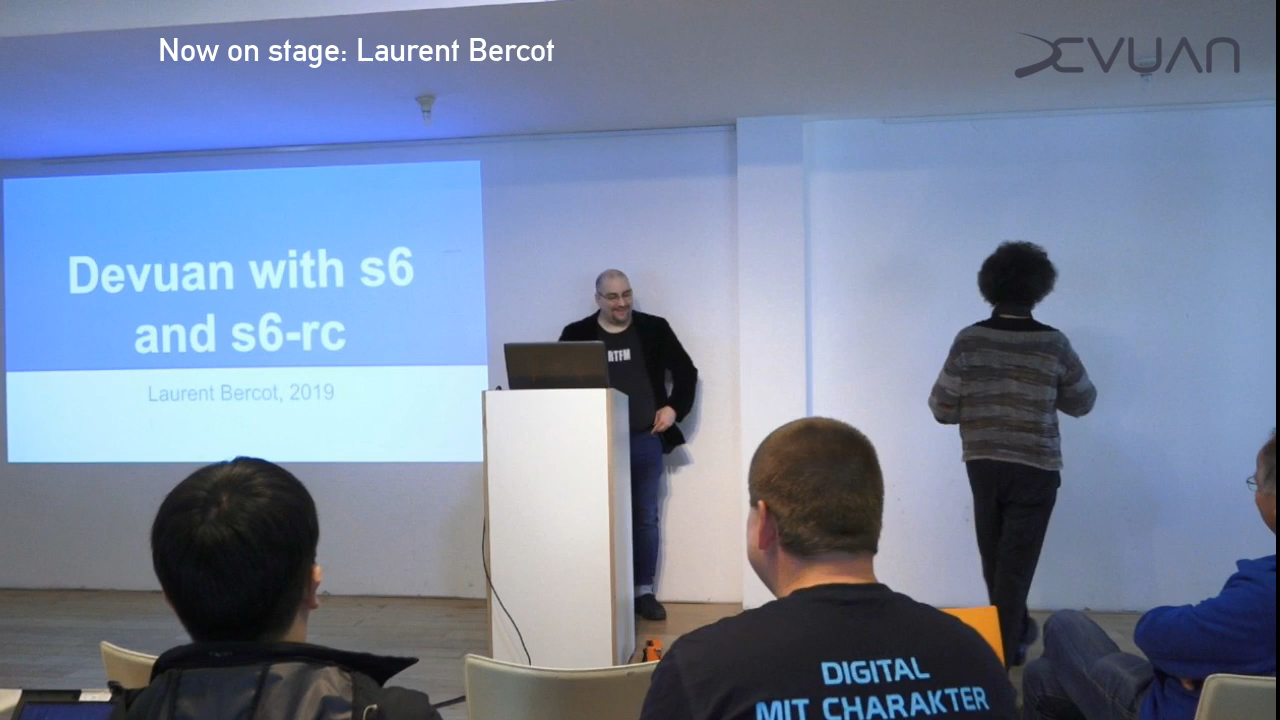 Now on stage: Laurent Bercot
DEVUAN
Devuan with s6
and s6-rc
Laurent Bercot, 2019
RTFM
DIGITAL
MIT CHARAKTER